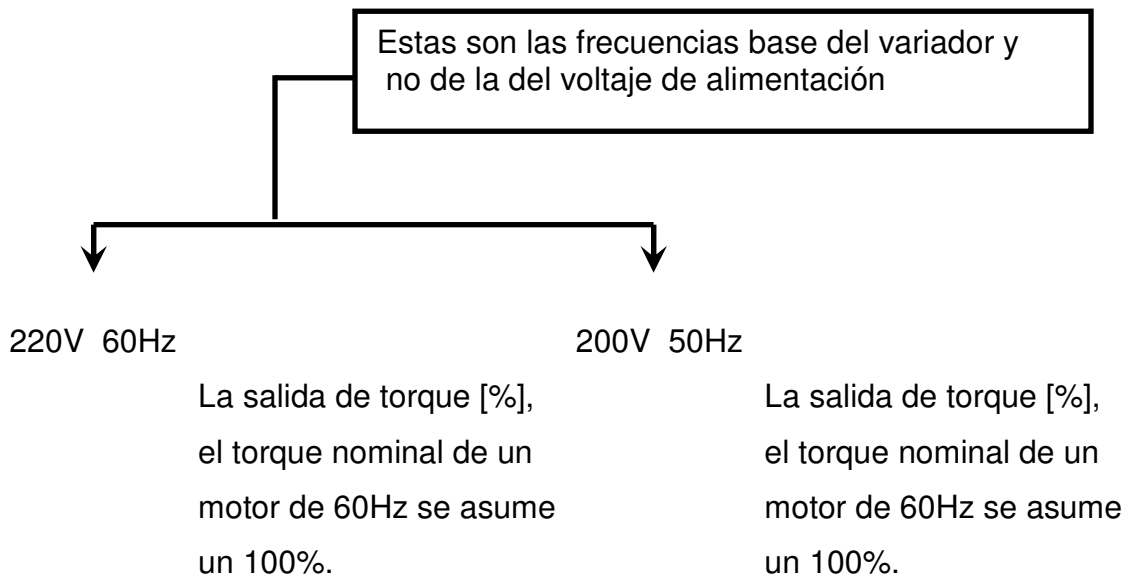 Estas son las frecuencias base del variador y
no de la del voltaje de alimentación
220V 60Hz
La salida de torque [%],
el torque nominal de un
motor de 60Hz se asume
un 100%.
200V 50Hz
La salida de torque [%],
el torque nominal de un
motor de 60Hz se asume
un 100%.